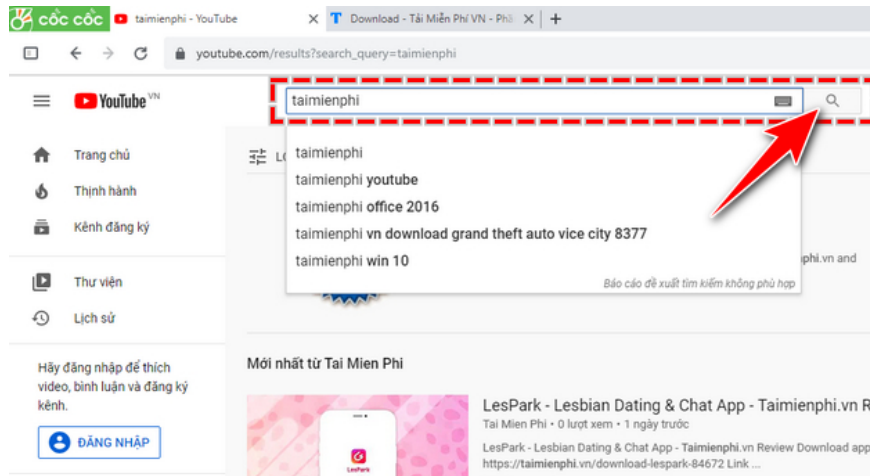 cốc cốc
taimienphi - YouTube
Download - Tải Miễn Phí VN - Phầ
youtube.com/results?search_query=taimienphi
YouTube VN
taimienphi
Trang chủ
taimienphi
Thịnh hành
taimienphi youtube
taimienphi office 2016
Kênh đăng ký
taimienphi vn download grand theft auto vice city 8377
taimienphi win 10
phi.vn and
Thư viện
Báo cáo đề xuất tìm kiếm không phù hợp
Lịch sử
Hãy đăng nhập để thích
video, bình luận và đăng ký
kênh.
ĐĂNG NHẬP
Mới nhất từ Tai Mien Phi
LesPark
LesPark - Lesbian Dating & Chat App - Taimienphi.vn R
Tai Mien Phi • 0 lượt xem • 1 ngày trước
LesPark - Lesbian Dating & Chat App - Taimienphi.vn Review Download app
https://taimienphi.vn/download-lespark-84672 Link ...